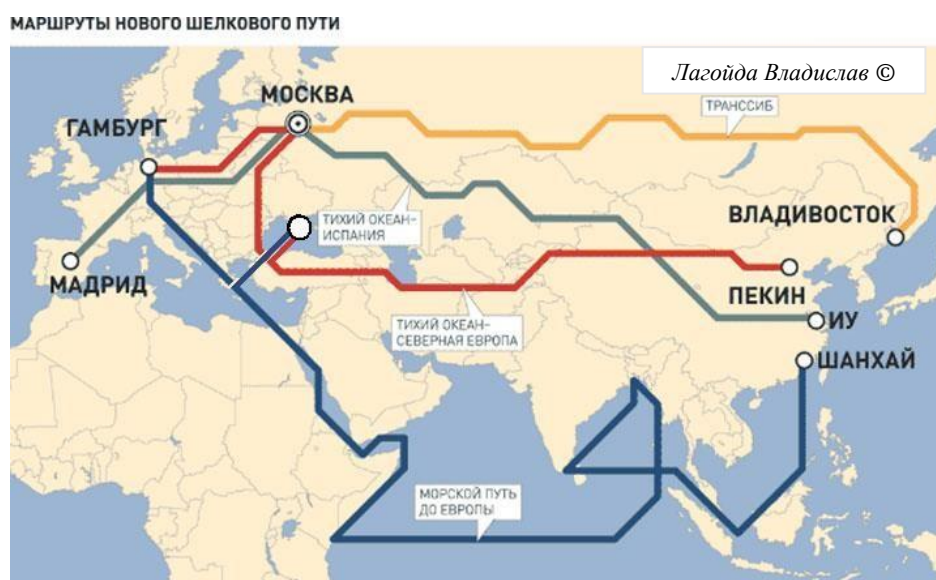 МАРШРУТЫ НОВОГО ШЕЛКОВОГО ПУТИ
Лагойда Владислав ©
МОСКВА
ТРАНССИБ
ГАМБУРГ
ТИХИЙ ОКЕАН-
ИСПАНИЯ
ВЛАДИВОСТОК
МАДРИД
ПЕКИН
ИУ
ТИХИЙ ОКЕАН-
СЕВЕРНАЯ ЕВРОПА
ШАНХАЙ
МОРСКОЙ ПУТЬ
ДО ЕВРОПЫ